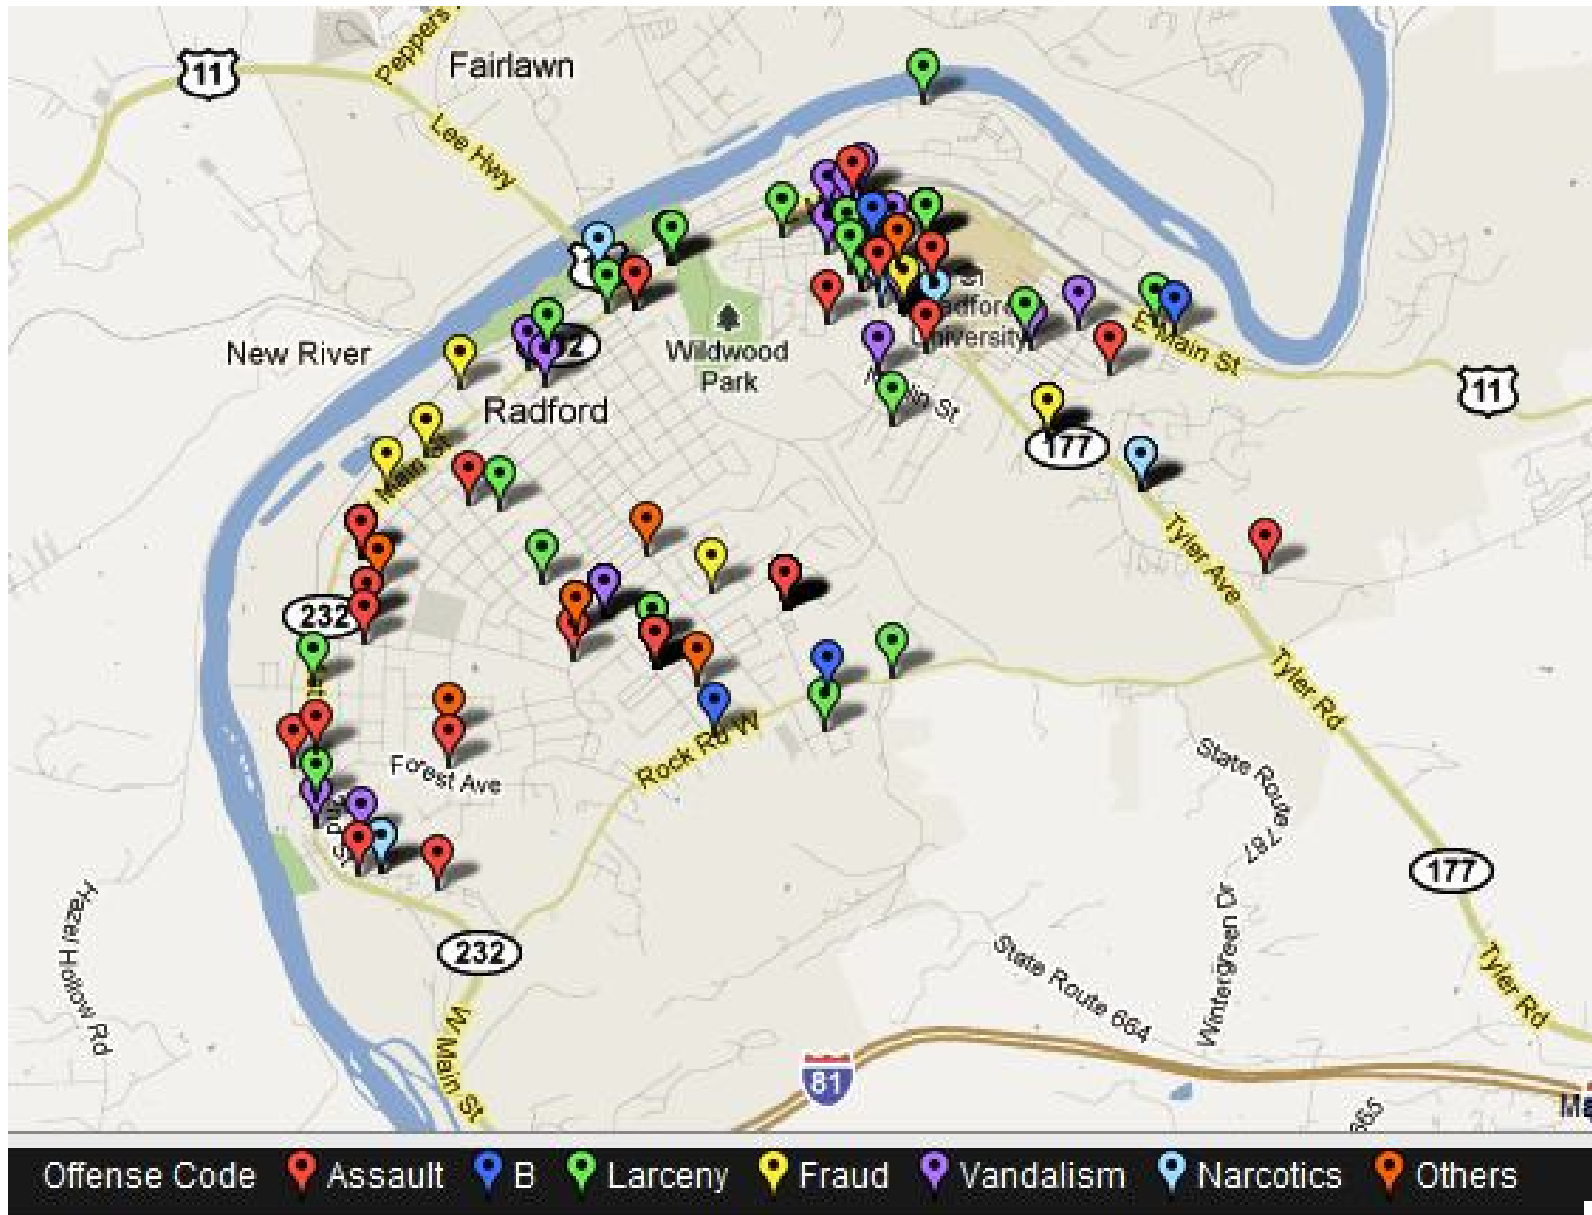 11
Peppers
Fairlawn
Lee Hwy
New River
Wildwood
Park
University
E Main St
11
Radford
177
Main St
Tyler Ave
232
Tyler Rd
Forest Ave
Rock Rd W
State Route 787
177
Hazel Hollow Rd
232
Wintergreen Dr
State Route 664
Tyler Rd
W Main St
81
665
Offense Code Assault B Larceny Fraud Vandalism Narcotics Others